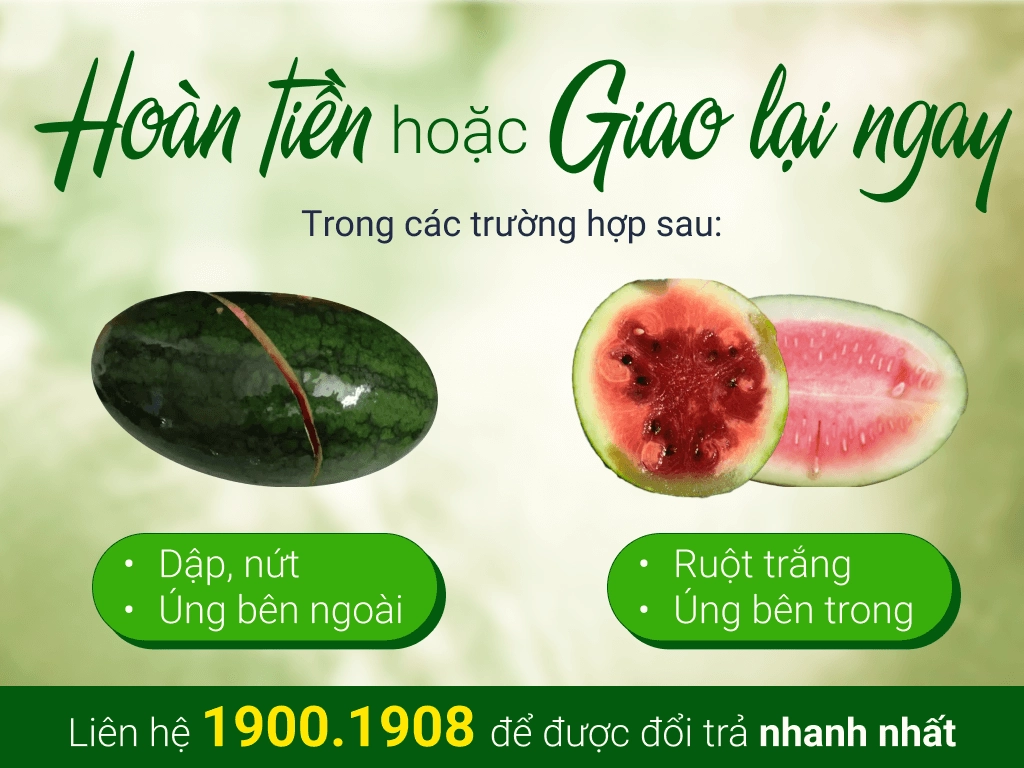 Hoàn tiền hoặc Giao lại ngay
Trong các trường hợp sau:
• Dập, nứt
• Úng bên ngoài
• Ruột trắng
• Úng bên trong
Liên hệ 1900.1908 để được đổi trả nhanh nhất